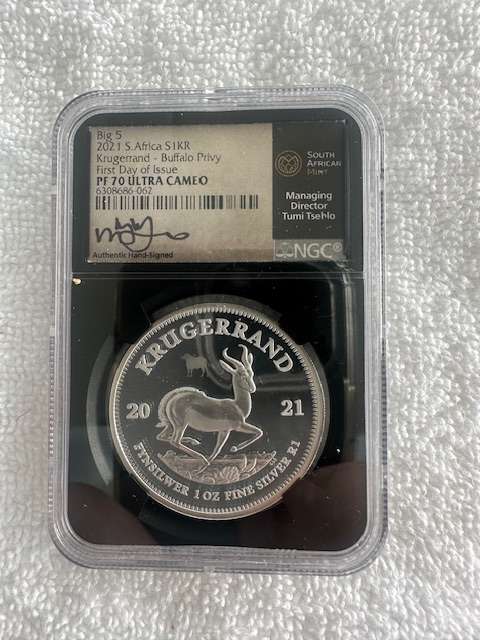 Big 5
2021 S.Africa S1KR
Krugerrand - Buffalo Privy
First Day of Issue
PF 70 ULTRA CAMEO
6308686-062
Authentic Hand-Signed
SOUTH
AFRICAN
MINT
Managing
Director
Tumi Tsehlo
NGC®
KRUGERRAND
20 21
FYNSILWER 1 OZ FINE SILVER R1